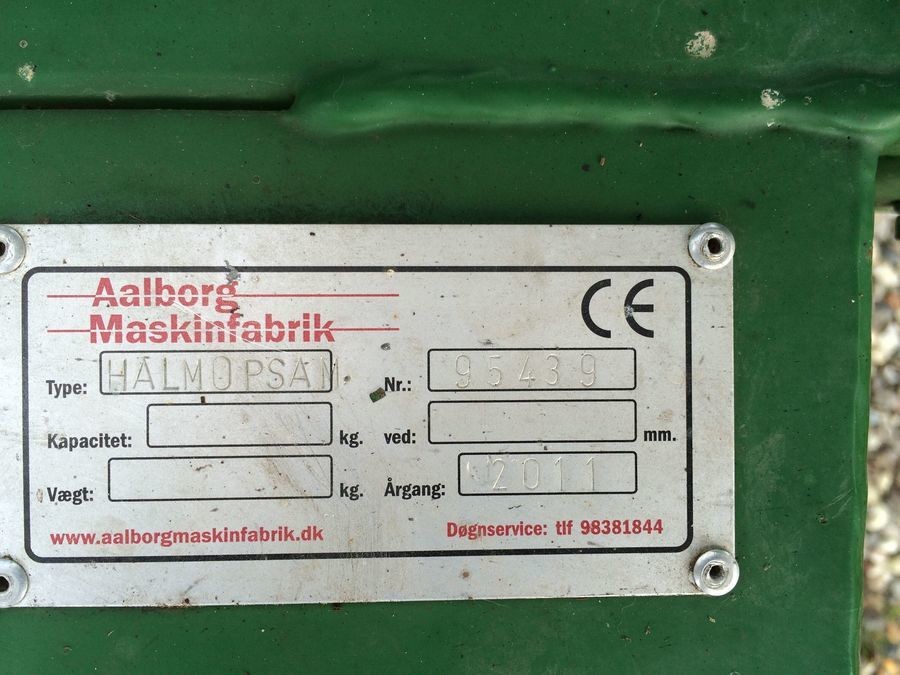 Aalborg
Maskinfabrik
CE
Type: HALMOPSAM Nr.: 95439
Kapacitet: kg. ved: mm.
Vægt: kg. Årgang: 2011
www.aalborgmaskinfabrik.dk Døgnservice: tlf 98381844